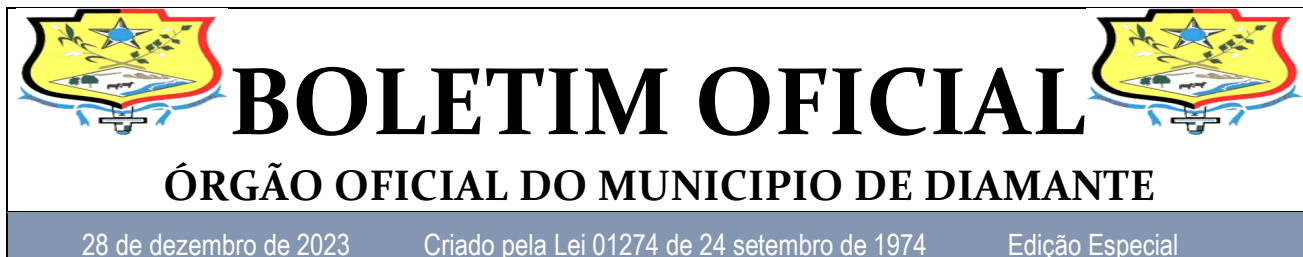 BOLETIM OFICIAL
ÓRGÃO OFICIAL DO MUNICIPIO DE DIAMANTE
28 de dezembro de 2023 Criado pela Lei 01274 de 24 setembro de 1974 Edição Especial